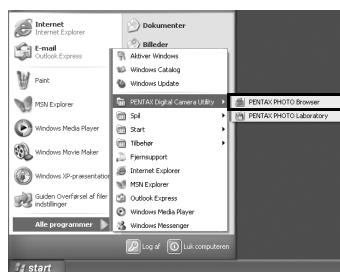 Internet
Internet Explorer
E-mail
Outlook Express
Paint
MSN Explorer
Windows Media Player
Windows Movie Maker
Windows XP-præsentation
Guiden Overførsel af filer
indstillinger
Alle programmer
Dokumenter
Billeder
Aktiver Windows
Windows Catalog
Windows Update
PENTAX Digital Camera Utility
Spil
Start
Tilbehør
Fjernsupport
Internet Explorer
MSN Explorer
Outlook Express
Windows Media Player
Windows Messenger
PENTAX PHOTO Browser
PENTAX PHOTO Laboratory
Log af
Luk computeren
start